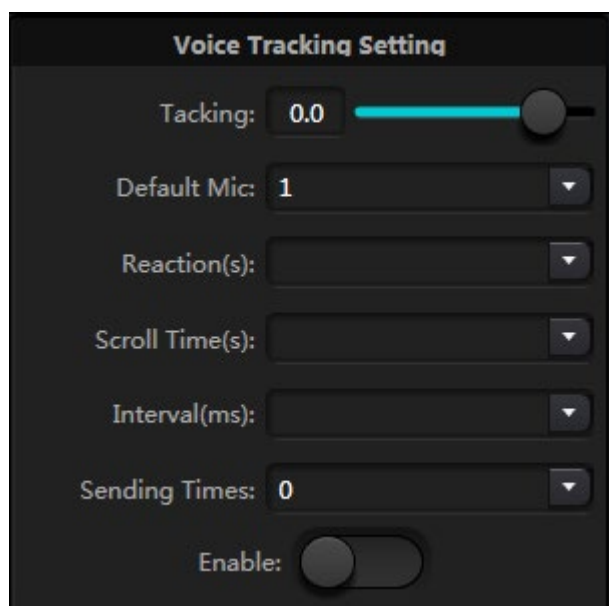 Voice Tracking Setting
Tacking: 0.0
Default Mic: 1
Reaction(s):
Scroll Time(s):
Interval(ms):
Sending Times: 0
Enable: